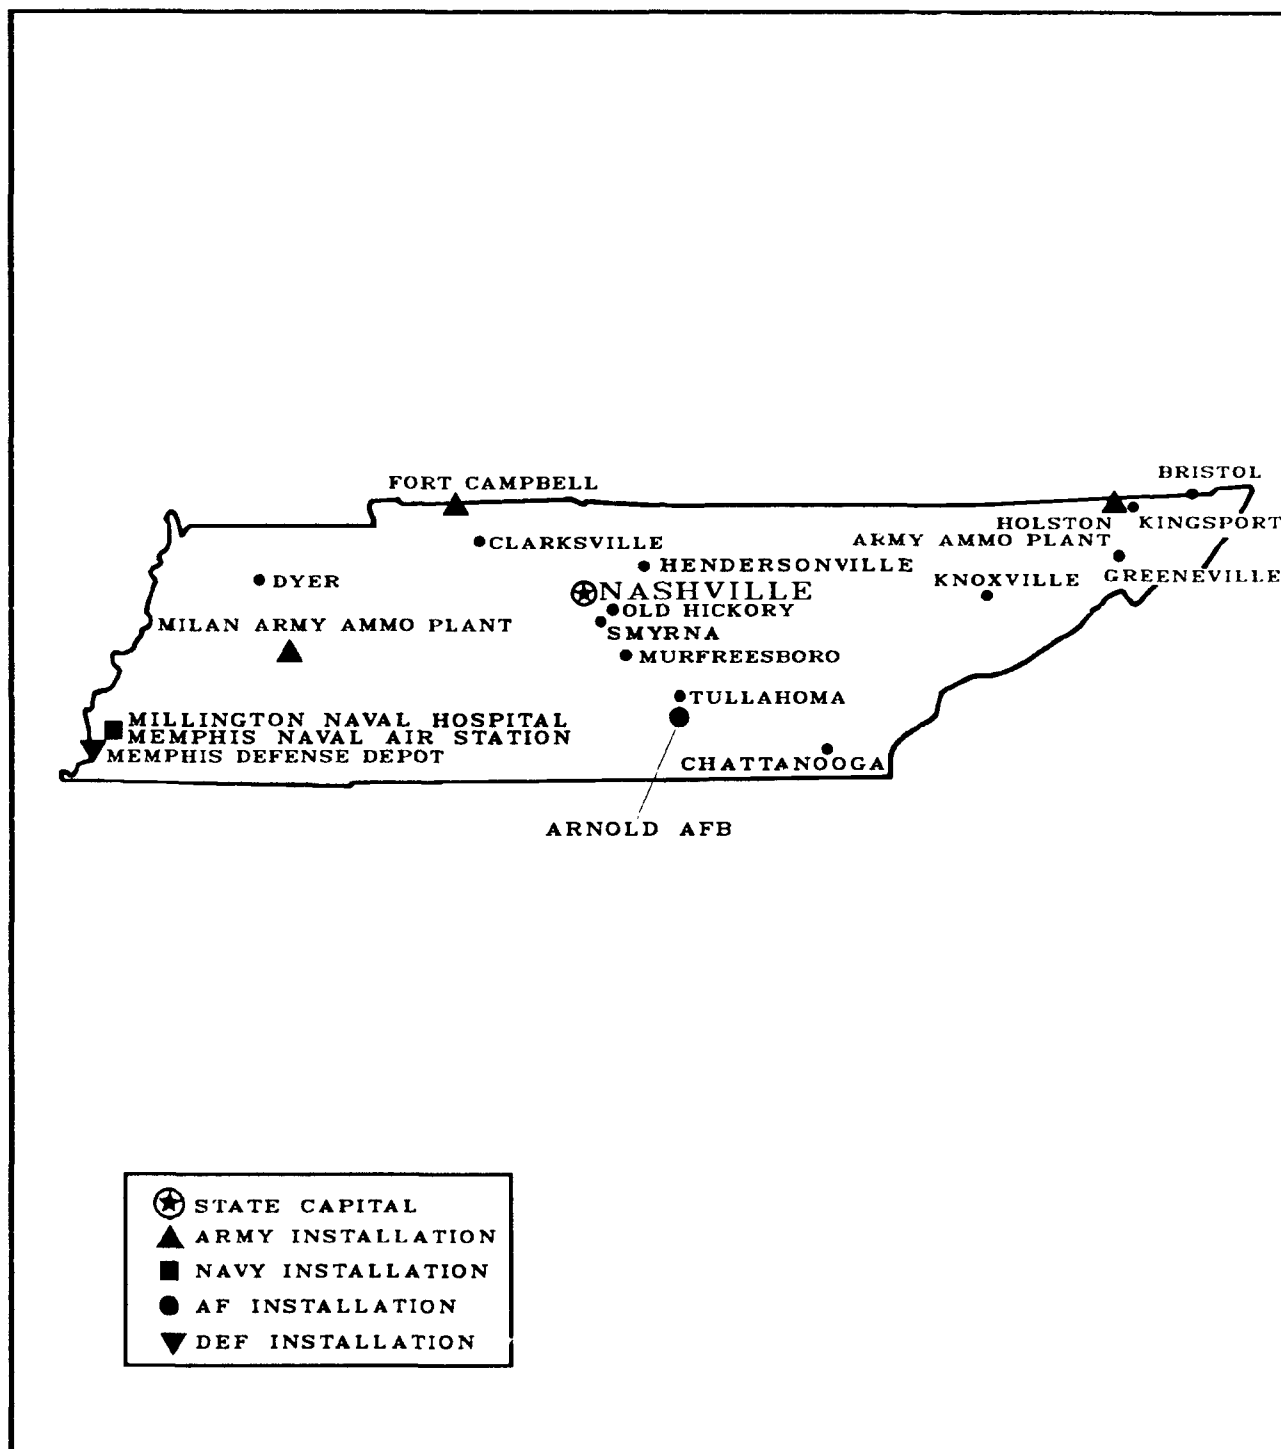 BRISTOL
FORT CAMPBELL
HOLSTON
KINGSPORT
ARMY AMMO PLANT
CLARKSVILLE
HENDERSONVILLE
DYER
KNOXVILLE
GREENEVILLE
NASHVILLE
OLD HICKORY
MILAN ARMY AMMO PLANT
SMYRNA
MURFREESBORO
TULLAHOMA
MILLINGTON NAVAL HOSPITAL
MEMPHIS NAVAL AIR STATION
MEMPHIS DEFENSE DEPOT
CHATTANOOGA
ARNOLD AFB
STATE CAPITAL
ARMY INSTALLATION
NAVY INSTALLATION
AF INSTALLATION
DEF INSTALLATION